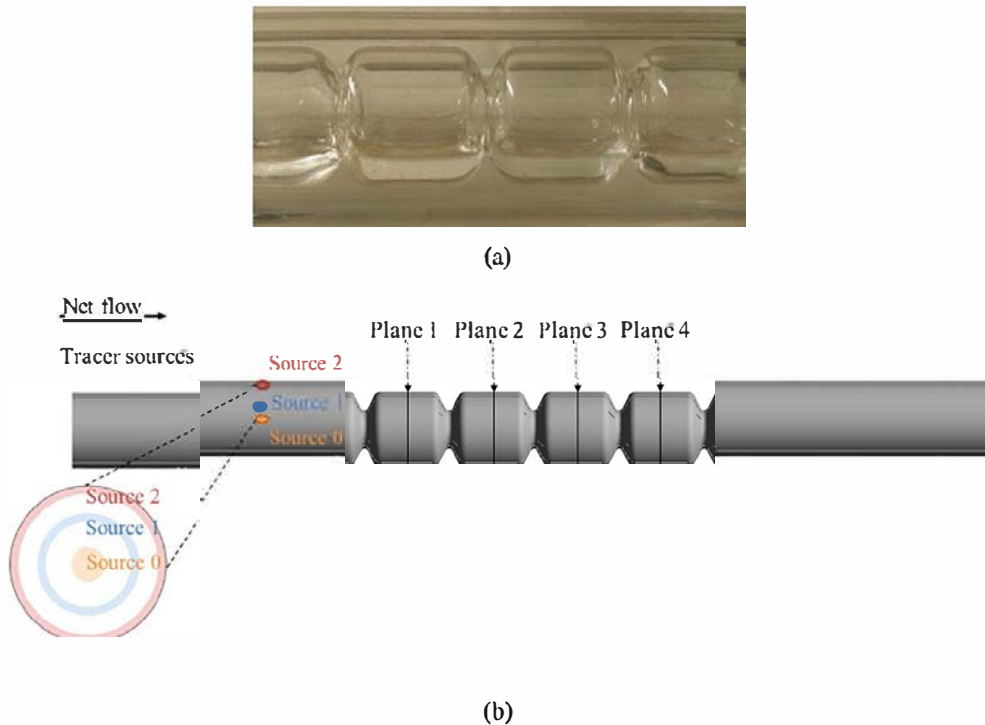 (a)
Net flow
Plane 1 Plane 2 Plane 3 Plane 4
Tracer sources
Source 2
Source 1
Source 0
Source 2
Source 1
Source 0
(b)